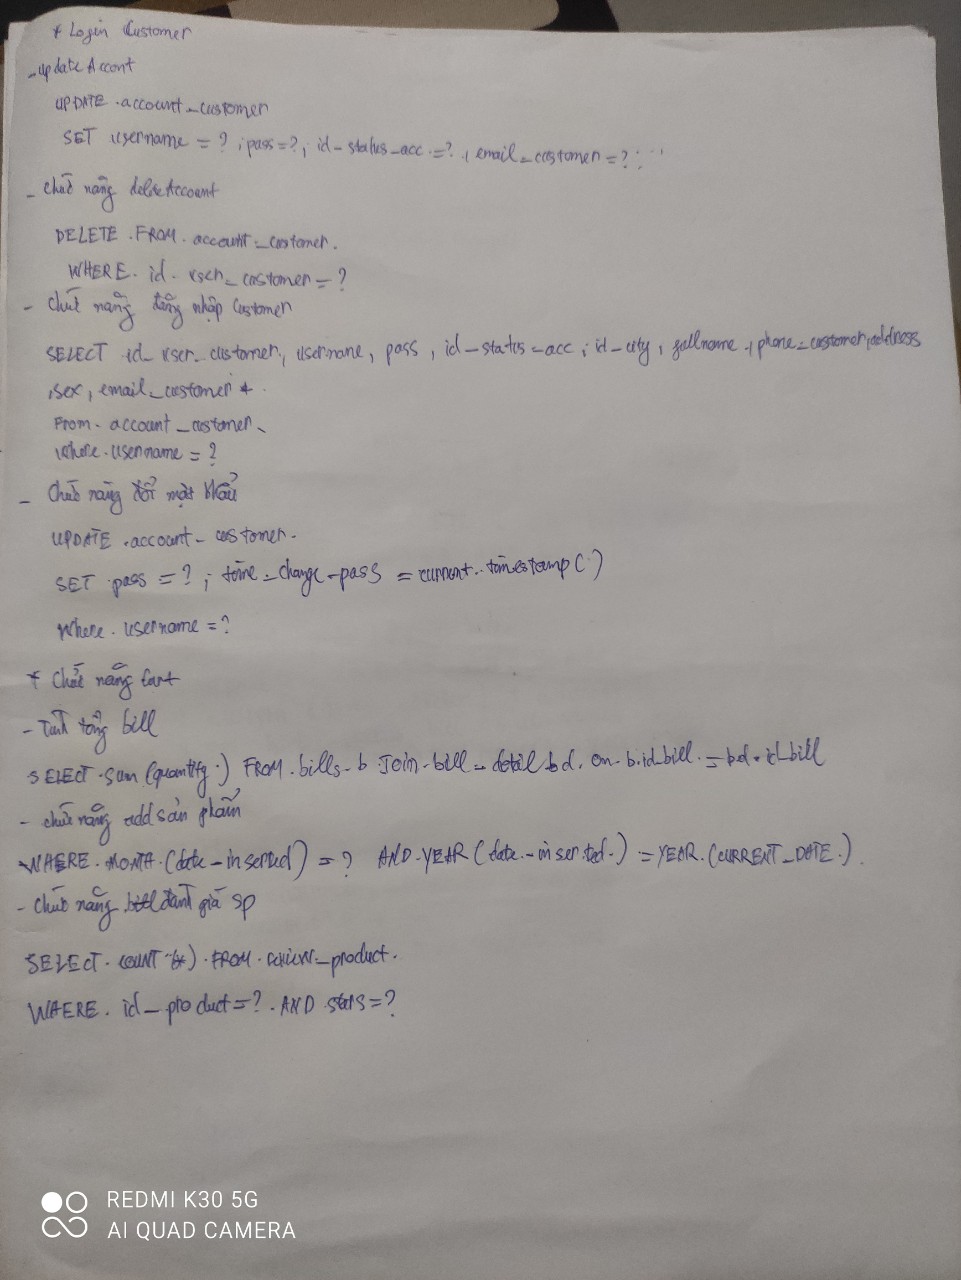 * Login Customer
- update Accont
UPDATE account_customer
SET username = ?, pass = ?, id_status_acc = ?, email_customer = ? ...
- chức năng delete Account
DELETE FROM account_customer.
WHERE id_user_customer = ?
- chức năng đăng nhập Customer
SELECT id_user_customer, username, pass, id_status_acc, id_city, fullname, phone_customer, address
, sex, email_customer
From account_customer
Where username = ?
- Chức năng đổi mật khẩu
UPDATE account_customer.
SET pass = ?, time_change_pass = current_timestamp()
Where username = ?
* Chức năng Cart
- Tính tổng bill
SELECT sum (quantity) FROM bills b Join bill_detail bd on b.id_bill = bd.id_bill
- chức năng add sản phẩm
WHERE MONTH (date_inserted) = ? AND YEAR (date_inserted) = YEAR (CURRENT_DATE)
- Chức năng đánh giá sp
SELECT COUNT (*) FROM review_product.
WHERE id_product = ? AND stars = ?
REDMI K30 5G
AI QUAD CAMERA